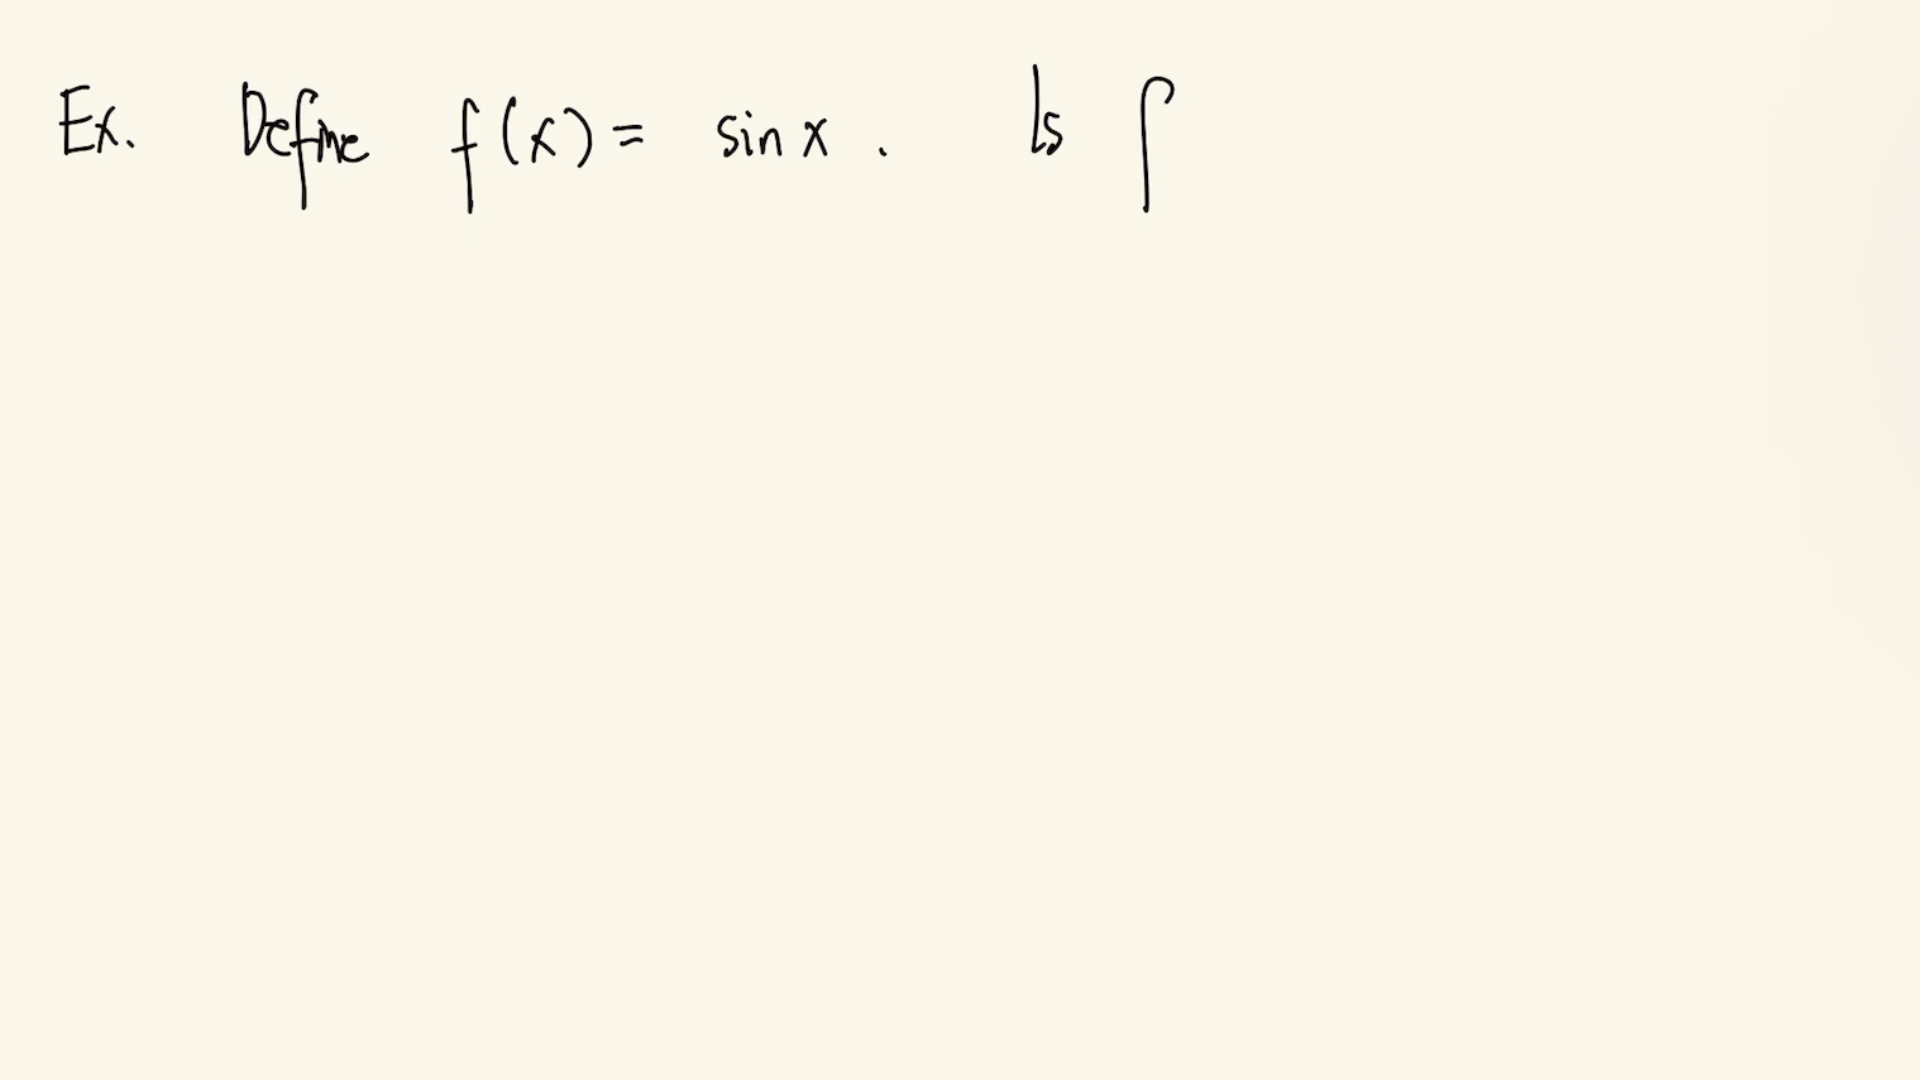 Ex. Define f(x) = sin x . Is f